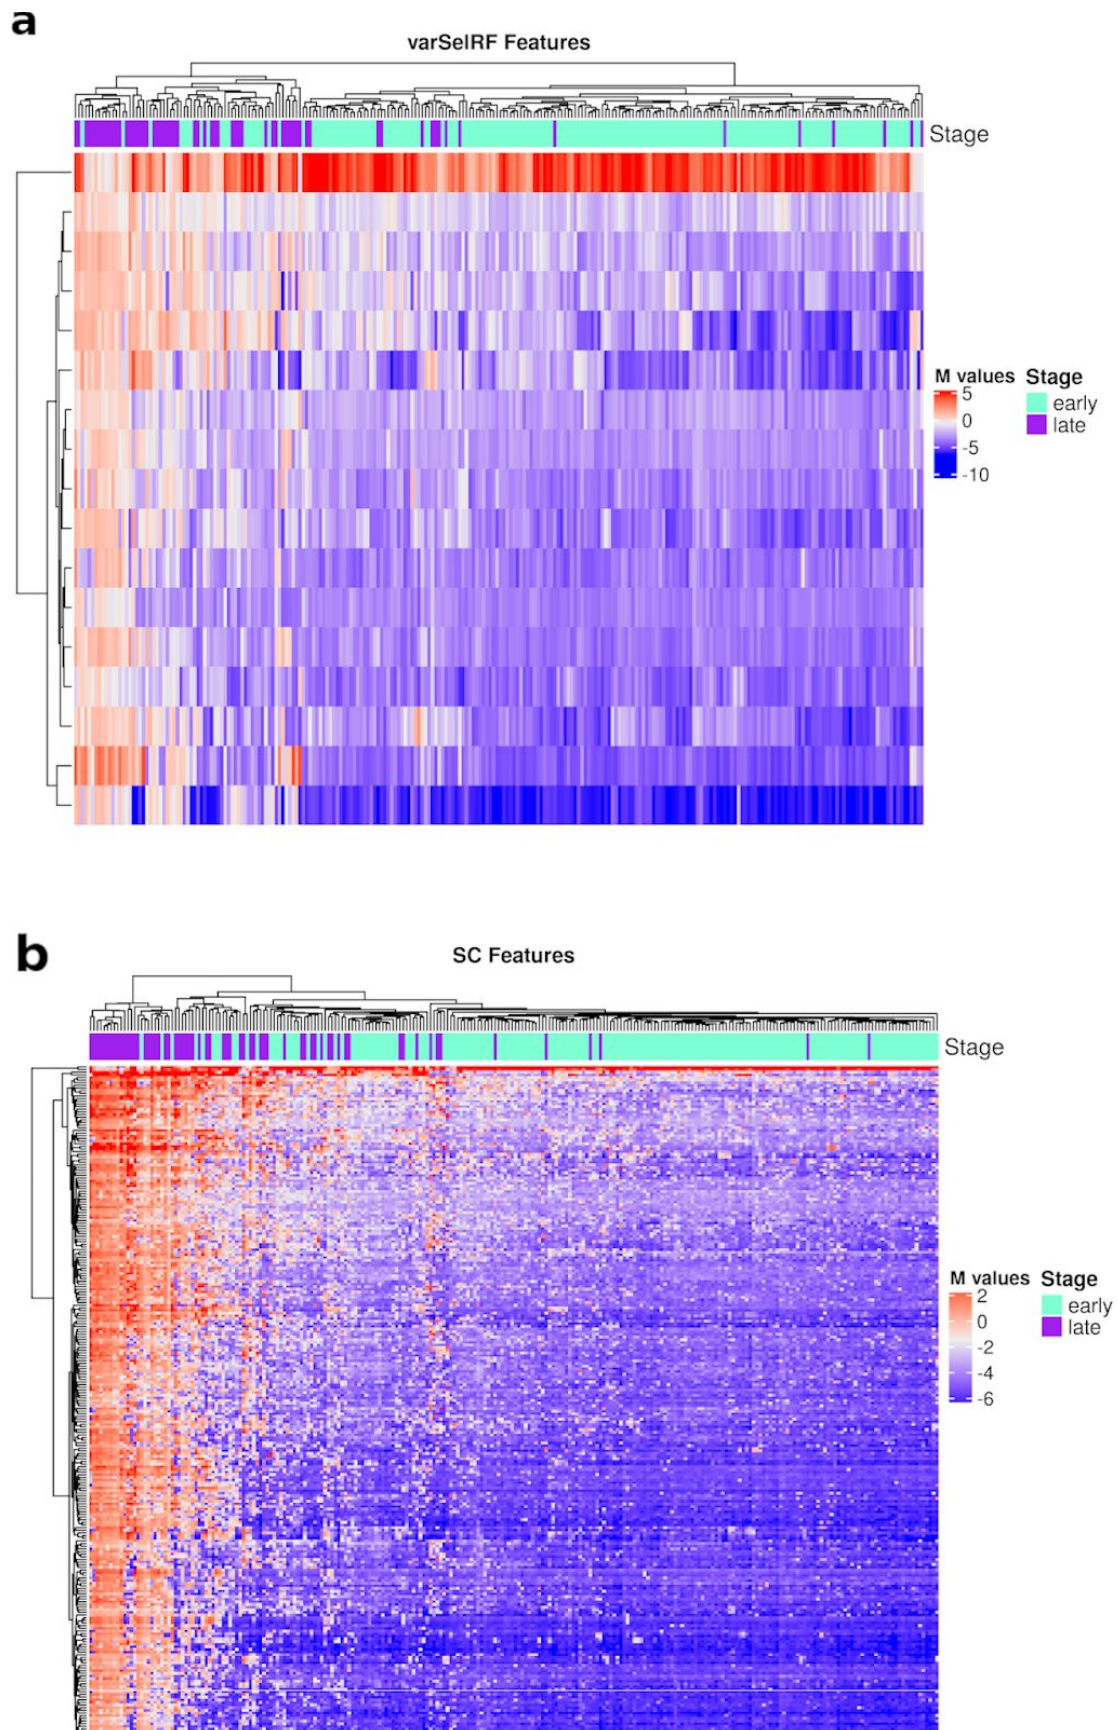 a
varSelRF Features
Stage
M values Stage
5
0
-5
-10
early
late
b
SC Features
Stage
M values Stage
2
0
-2
-4
-6
early
late